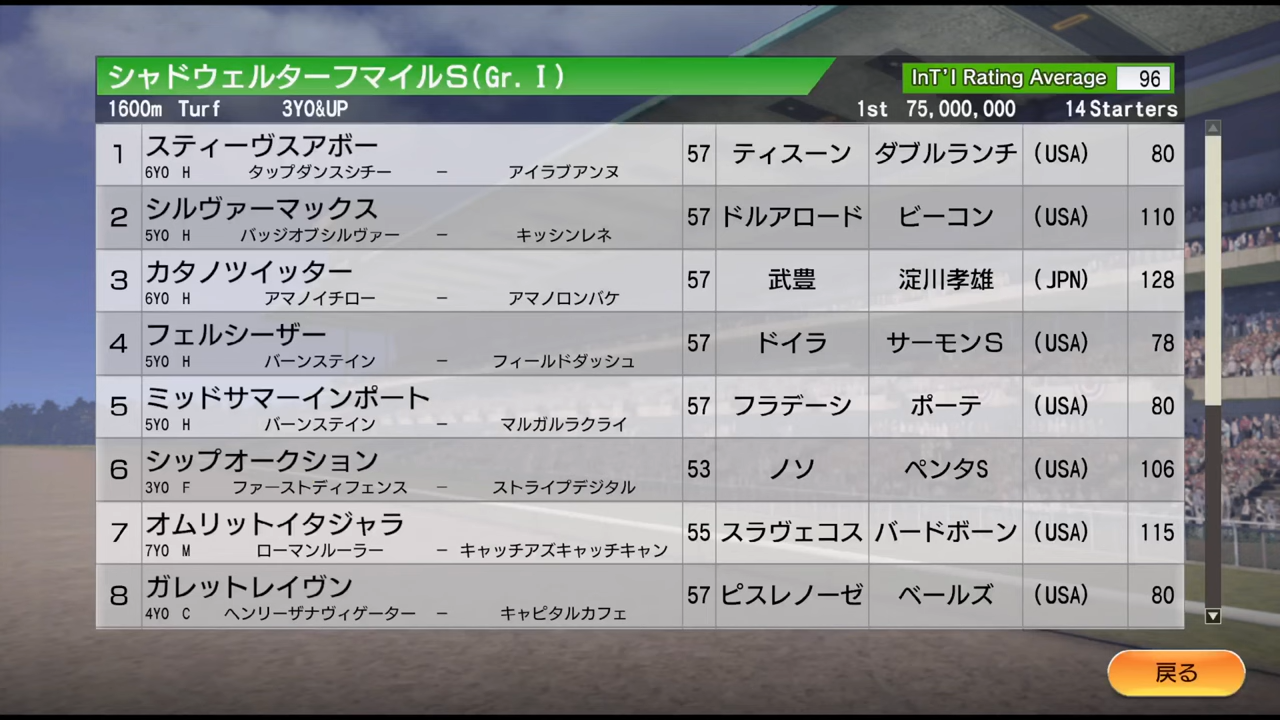 シャドウェルターフマイルS(Gr. I) InT'l Rating Average 96
1600m Turf 3YO&UP 1st 75,000,000 14Starters
1 スティーヴスアボー 57 ティスーン ダブルランチ (USA) 80
6YO H タップダンスシチー － アイラブアンヌ
2 シルヴァーマックス 57 ドルアロード ビーコン (USA) 110
5YO H バッジオブシルヴァー － キッシンレネ
3 カタノツイッター 57 武豊 淀川孝雄 (JPN) 128
6YO H アマノイチロー － アマノロンバケ
4 フェルシーザー 57 ドイラ サーモンS (USA) 78
5YO H バーンステイン － フィールドダッシュ
5 ミッドサマーインポート 57 フラデーシ ポーテ (USA) 80
5YO H バーンステイン － マルガルラクライ
6 シップオークション 53 ノソ ペンタS (USA) 106
3YO F ファーストディフェンス － ストライプデジタル
7 オムリットイタジャラ 55 スラヴェコス バードボーン (USA) 115
7YO M ローマンルーラー － キャッチアズキャッチキャン
8 ガレットレイヴン 57 ピスレノーゼ ベールズ (USA) 80
4YO C ヘンリーザナヴィゲーター － キャピタルカフェ
戻る